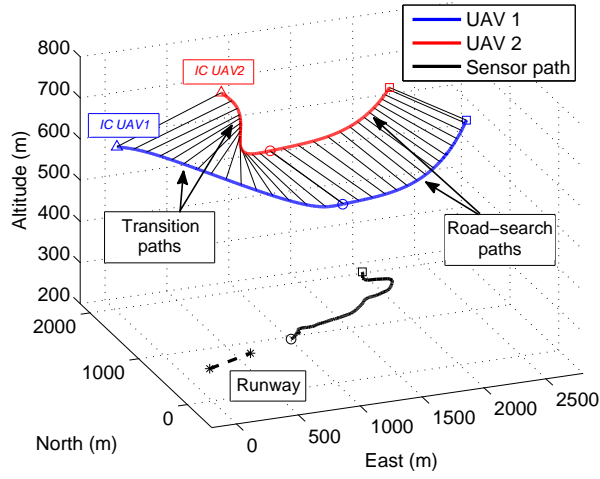 800
700
600
500
400
300
200
Altitude (m)
2000
1000
0
North (m)
0
500
1000
1500
2000
2500
East (m)
IC UAV2
IC UAV1
Transition
paths
Road−search
paths
Runway
UAV 1
UAV 2
Sensor path